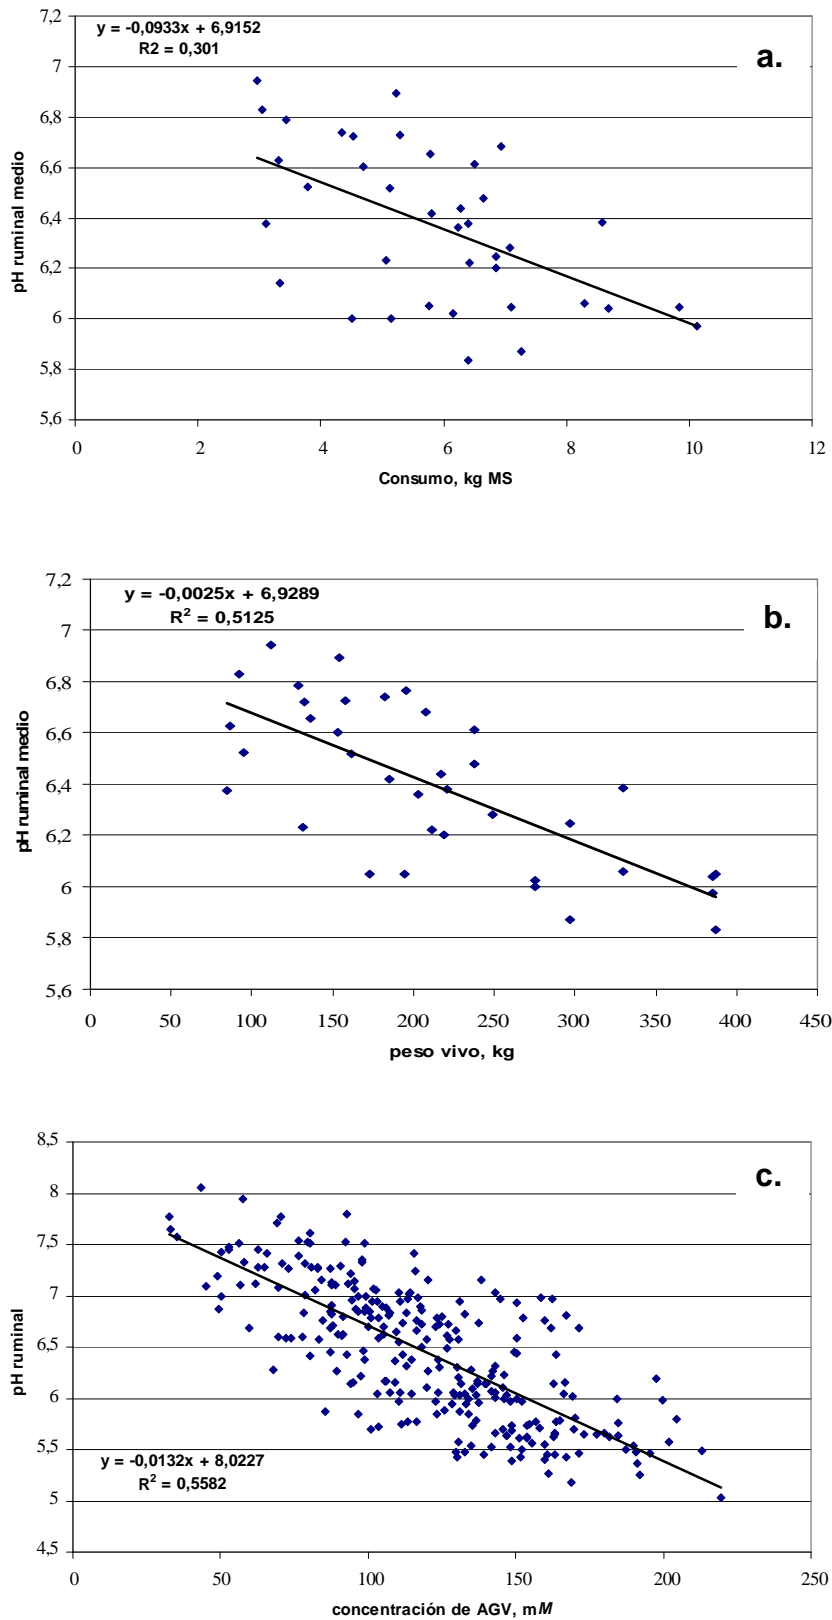 7,2
y = -0,0933x + 6,9152
R2 = 0,301
a.
7
6,8
6,6
6,4
6,2
6
5,8
5,6
pH ruminal medio
0 2 4 6 8 10 12
Consumo, kg MS
7,2
y = -0,0025x + 6,9289
R² = 0,5125
b.
7
6,8
6,6
6,4
6,2
6
5,8
5,6
pH ruminal medio
0 50 100 150 200 250 300 350 400 450
peso vivo, kg
8,5
c.
8
7,5
7
6,5
6
5,5
5
4,5
pH ruminal
y = -0,0132x + 8,0227
R² = 0,5582
0 50 100 150 200 250
concentración de AGV, mM